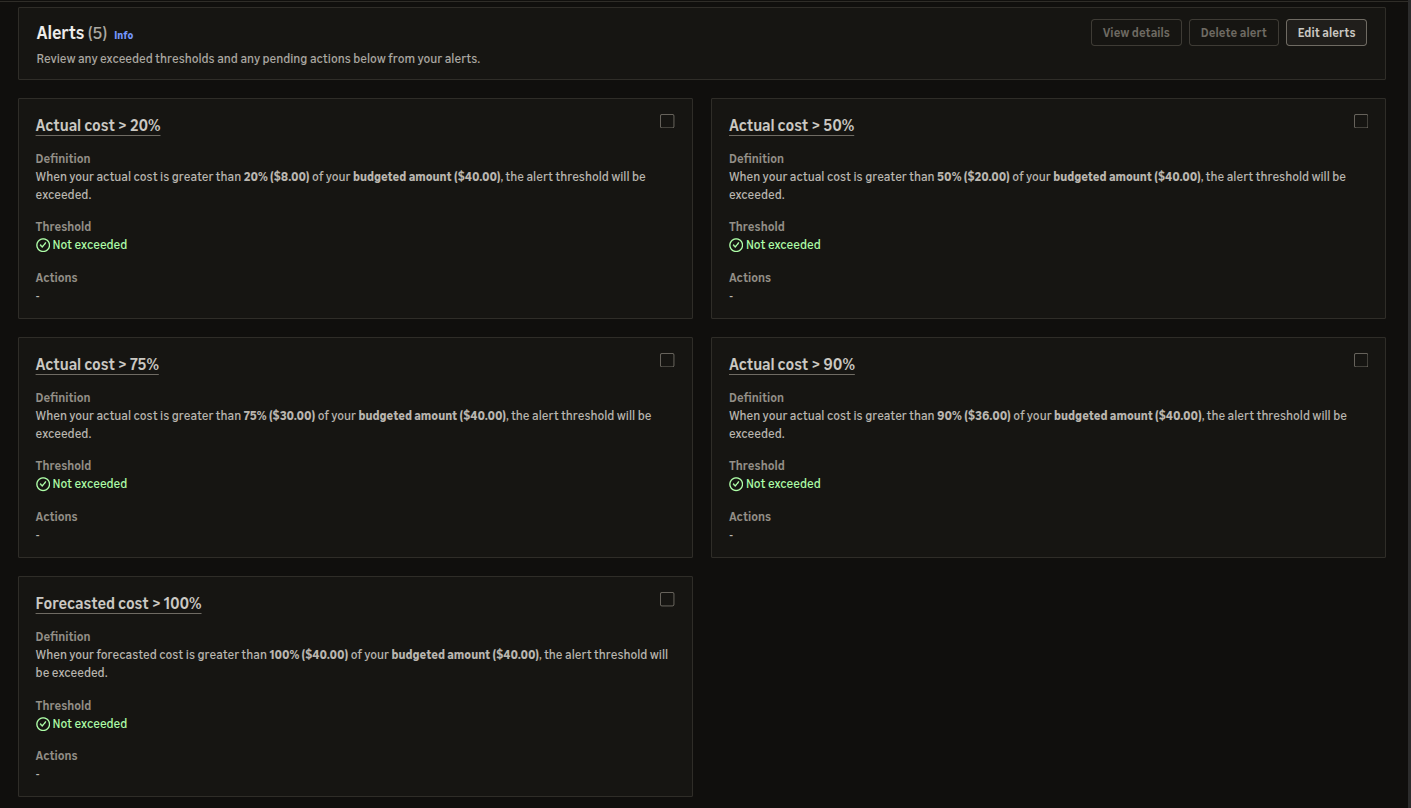 Alerts (5) Info
View details
Delete alert
Edit alerts
Review any exceeded thresholds and any pending actions below from your alerts.
Actual cost > 20%
Definition
When your actual cost is greater than 20% ($8.00) of your budgeted amount ($40.00), the alert threshold will be
exceeded.
Threshold
Not exceeded
Actions
-
Actual cost > 50%
Definition
When your actual cost is greater than 50% ($20.00) of your budgeted amount ($40.00), the alert threshold will be
exceeded.
Threshold
Not exceeded
Actions
-
Actual cost > 75%
Definition
When your actual cost is greater than 75% ($30.00) of your budgeted amount ($40.00), the alert threshold will be
exceeded.
Threshold
Not exceeded
Actions
-
Actual cost > 90%
Definition
When your actual cost is greater than 90% ($36.00) of your budgeted amount ($40.00), the alert threshold will be
exceeded.
Threshold
Not exceeded
Actions
-
Forecasted cost > 100%
Definition
When your forecasted cost is greater than 100% ($40.00) of your budgeted amount ($40.00), the alert threshold will
be exceeded.
Threshold
Not exceeded
Actions
-